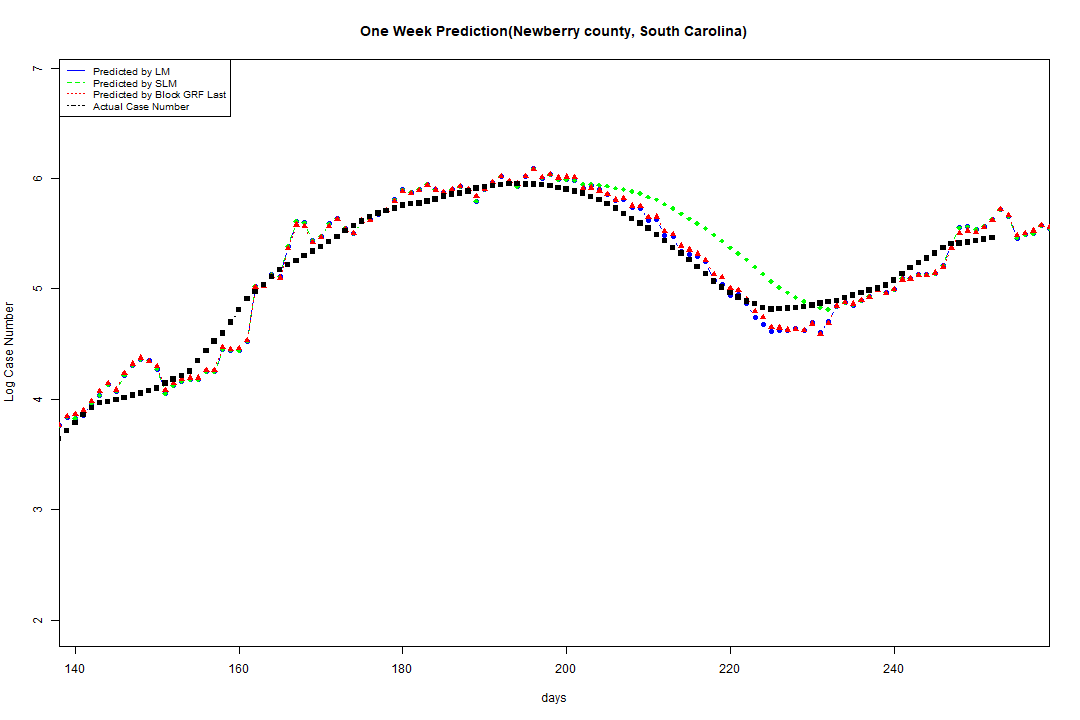 One Week Prediction(Newberry county, South Carolina)
Predicted by LM
Predicted by SLM
Predicted by Block GRF Last
Actual Case Number
7
6
5
4
3
2
Log Case Number
140 160 180 200 220 240
days